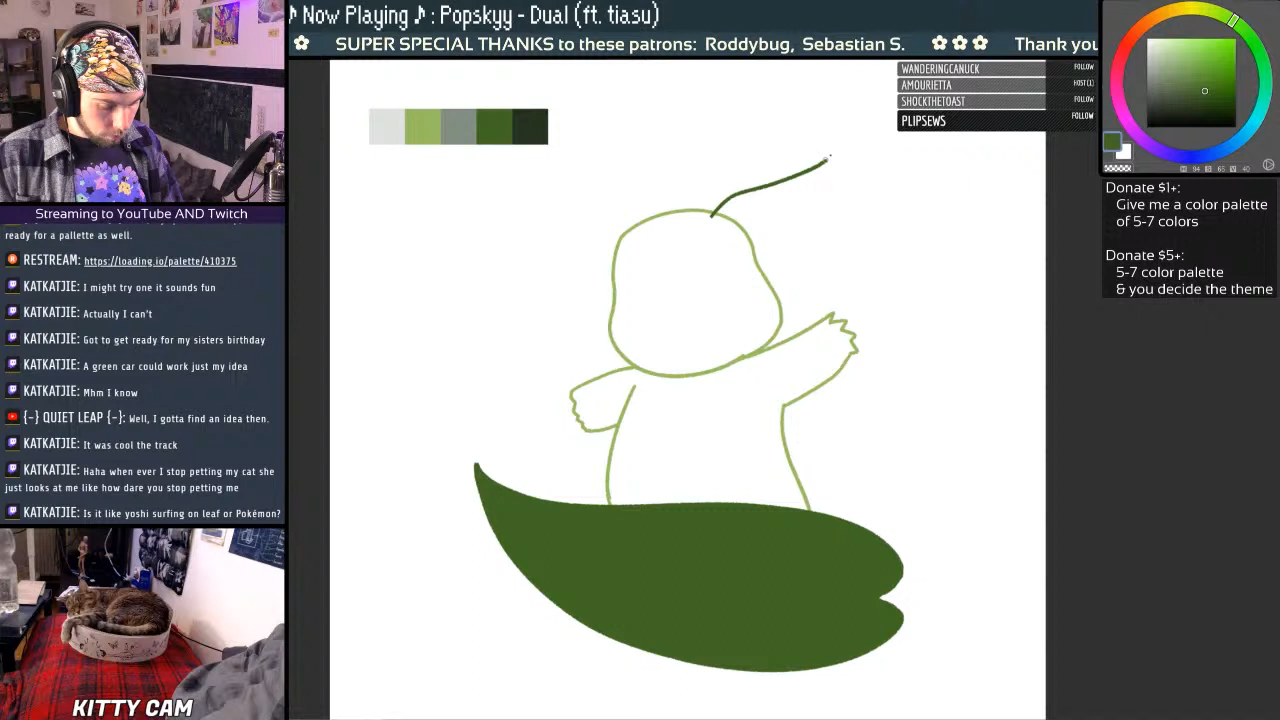 ♪ Now Playing ♪ : Popskyy - Dual (ft. tiasu)
SUPER SPECIAL THANKS to these patrons: Roddybug, Sebastian S. ✿ ✿ ✿ Thank you
WANDERINGCANUCK FOLLOW
AMOURIETTA HOST (1)
SHOCKTHETOAST FOLLOW
PLIPSEWS FOLLOW
94 65 40
Donate $1+:
Give me a color palette
of 5-7 colors
Donate $5+:
5-7 color palette
& you decide the theme
Streaming to YouTube AND Twitch
ready for a pallette as well.
RESTREAM: https://loading.io/palette/410375
KATKATJIE: I might try one it sounds fun
KATKATJIE: Actually I can't
KATKATJIE: Got to get ready for my sisters birthday
KATKATJIE: A green car could work just my idea
KATKATJIE: Mhm I know
{-} QUIET LEAP {-}: Well, I gotta find an idea then.
KATKATJIE: It was cool the track
KATKATJIE: Haha when ever I stop petting my cat she
just looks at me like how dare you stop petting me
KATKATJIE: Is it like yoshi surfing on leaf or Pokémon?
KITTY CAM